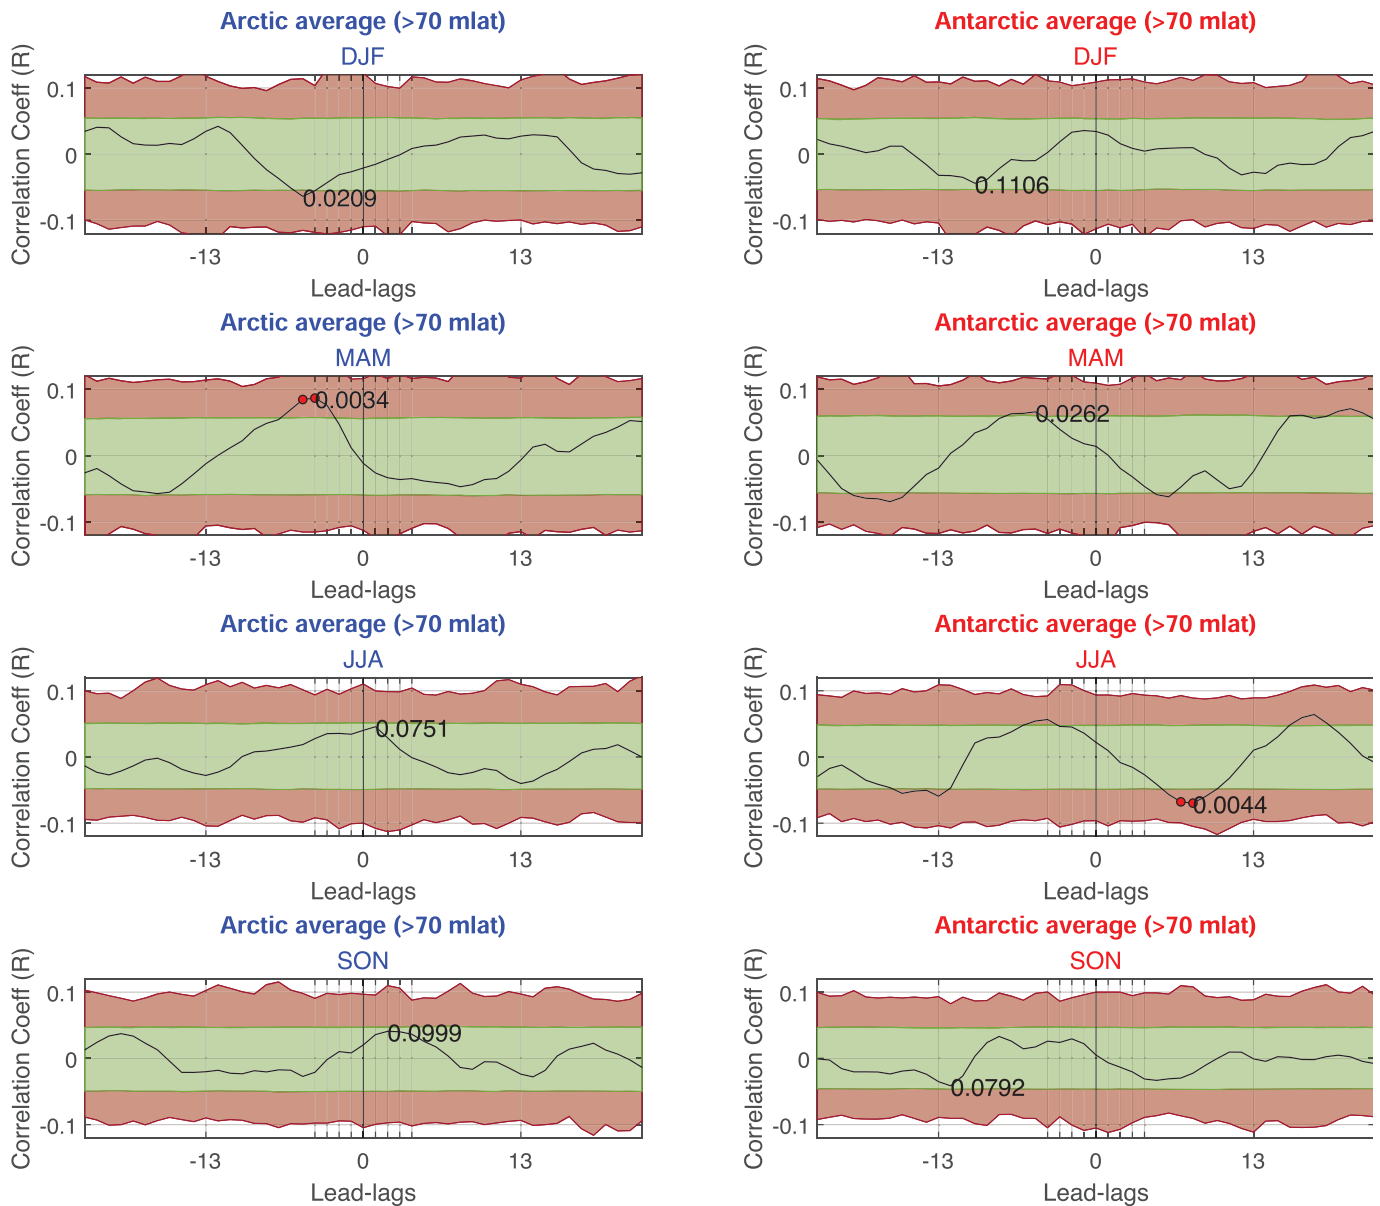 Arctic average (>70 mlat)
DJF
Correlation Coeff (R)
0.1
0
-0.1
0.0209
-13
0
13
Lead-lags
Antarctic average (>70 mlat)
DJF
Correlation Coeff (R)
0.1
0
-0.1
0.1106
-13
0
13
Lead-lags
Arctic average (>70 mlat)
MAM
Correlation Coeff (R)
0.1
0
-0.1
0.0034
-13
0
13
Lead-lags
Antarctic average (>70 mlat)
MAM
Correlation Coeff (R)
0.1
0
-0.1
0.0262
-13
0
13
Lead-lags
Arctic average (>70 mlat)
JJA
Correlation Coeff (R)
0.1
0
-0.1
0.0751
-13
0
13
Lead-lags
Antarctic average (>70 mlat)
JJA
Correlation Coeff (R)
0.1
0
-0.1
0.0044
-13
0
13
Lead-lags
Arctic average (>70 mlat)
SON
Correlation Coeff (R)
0.1
0
-0.1
0.0999
-13
0
13
Lead-lags
Antarctic average (>70 mlat)
SON
Correlation Coeff (R)
0.1
0
-0.1
0.0792
-13
0
13
Lead-lags